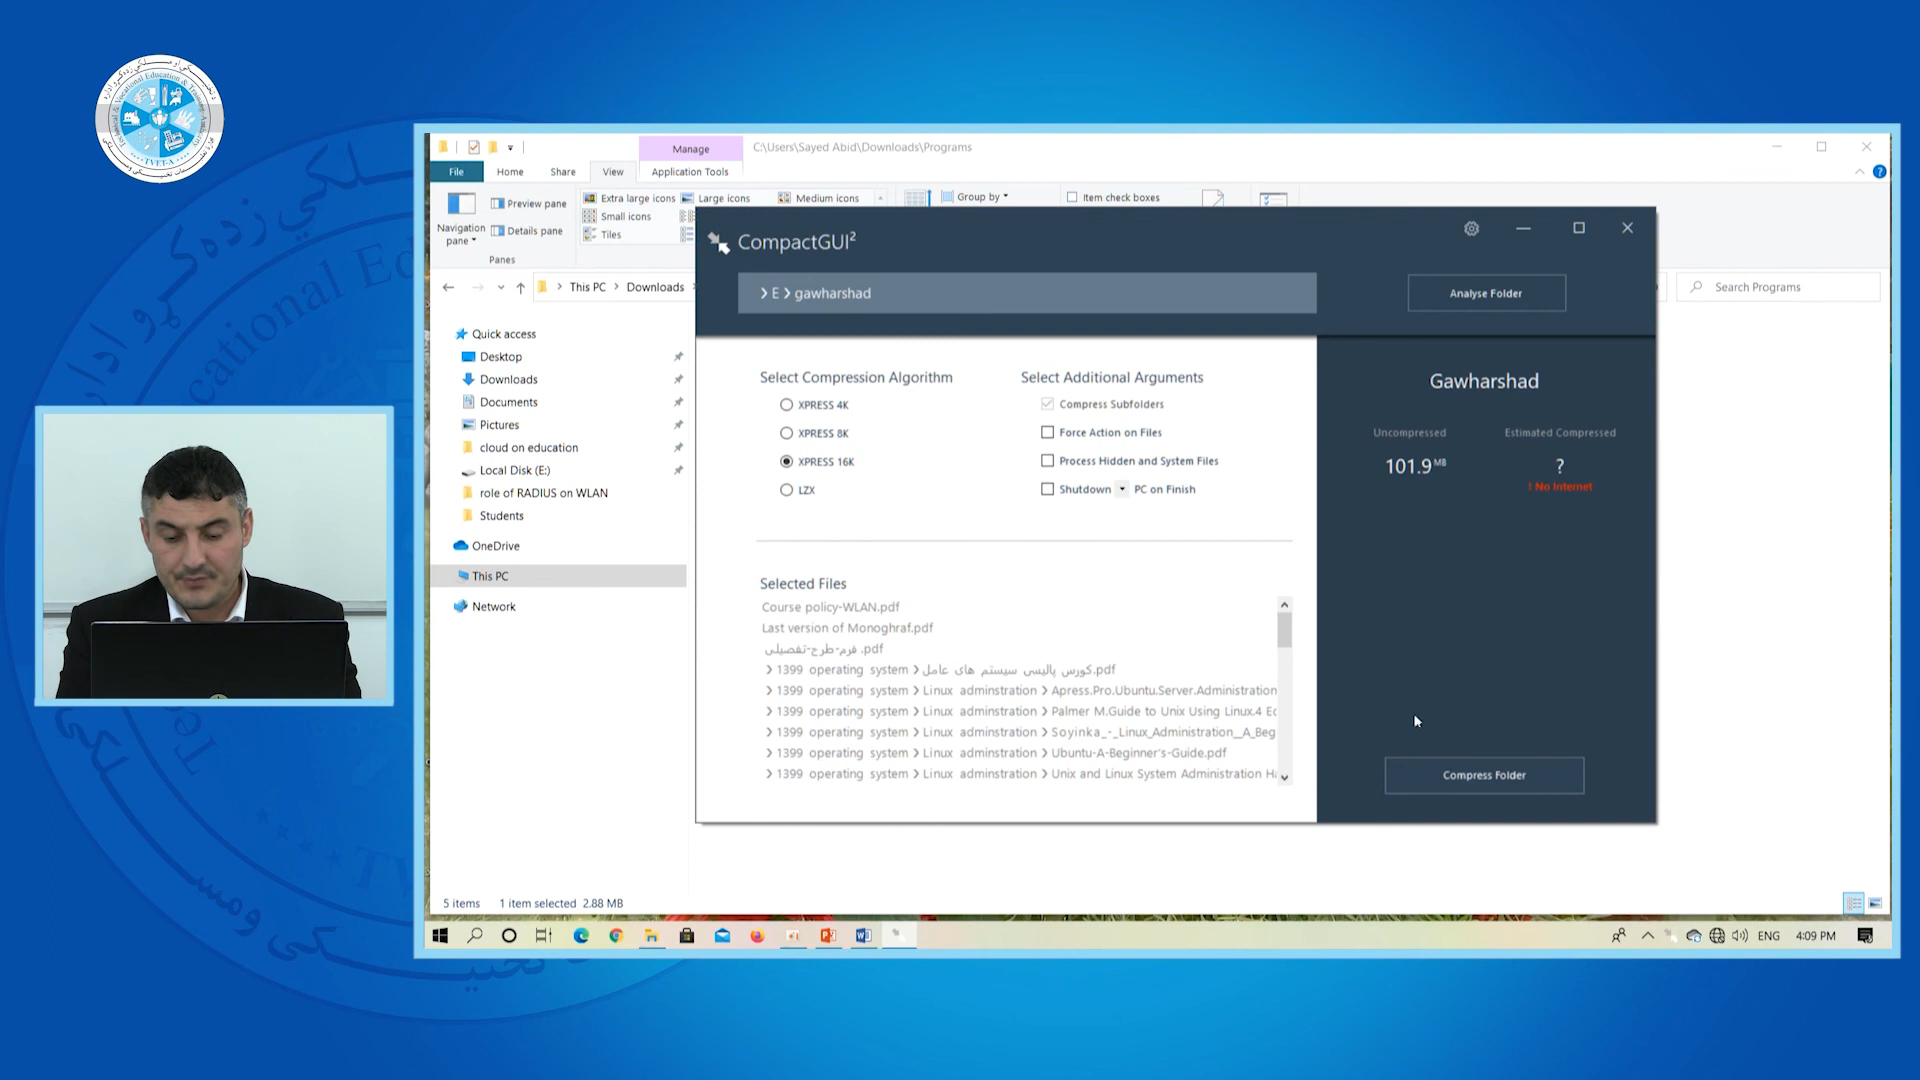 Technical & Vocational Education & Training Authority
TVET-A
Manage
C:\Users\Sayed Abid\Downloads\Programs
File
Home
Share
View
Application Tools
Navigation pane
Preview pane
Details pane
Panes
Extra large icons
Large icons
Medium icons
Small icons
Tiles
Group by
Item check boxes
This PC
Downloads
Search Programs
Quick access
Desktop
Downloads
Documents
Pictures
cloud on education
Local Disk (E:)
role of RADIUS on WLAN
Students
OneDrive
This PC
Network
5 items
1 item selected 2.88 MB
CompactGUI²
❯ E ❯ gawharshad
Analyse Folder
Select Compression Algorithm
XPRESS 4K
XPRESS 8K
XPRESS 16K
LZX
Select Additional Arguments
Compress Subfolders
Force Action on Files
Process Hidden and System Files
Shutdown PC on Finish
Gawharshad
Uncompressed
Estimated Compressed
101.9 MB
?
! No Internet
Selected Files
Course policy-WLAN.pdf
Last version of Monoghraf.pdf
فرم-طرح-تفصیلی .pdf
❯ 1399 operating system ❯ کورس پالیسی سیستم های عامل.pdf
❯ 1399 operating system ❯ Linux adminstration ❯ Apress.Pro.Ubuntu.Server.Administration
❯ 1399 operating system ❯ Linux adminstration ❯ Palmer M.Guide to Unix Using Linux.4 Ec
❯ 1399 operating system ❯ Linux adminstration ❯ Soyinka_-_Linux_Administration__A_Beg
❯ 1399 operating system ❯ Linux adminstration ❯ Ubuntu-A-Beginner's-Guide.pdf
❯ 1399 operating system ❯ Linux adminstration ❯ Unix and Linux System Administration H
Compress Folder
ENG
4:09 PM